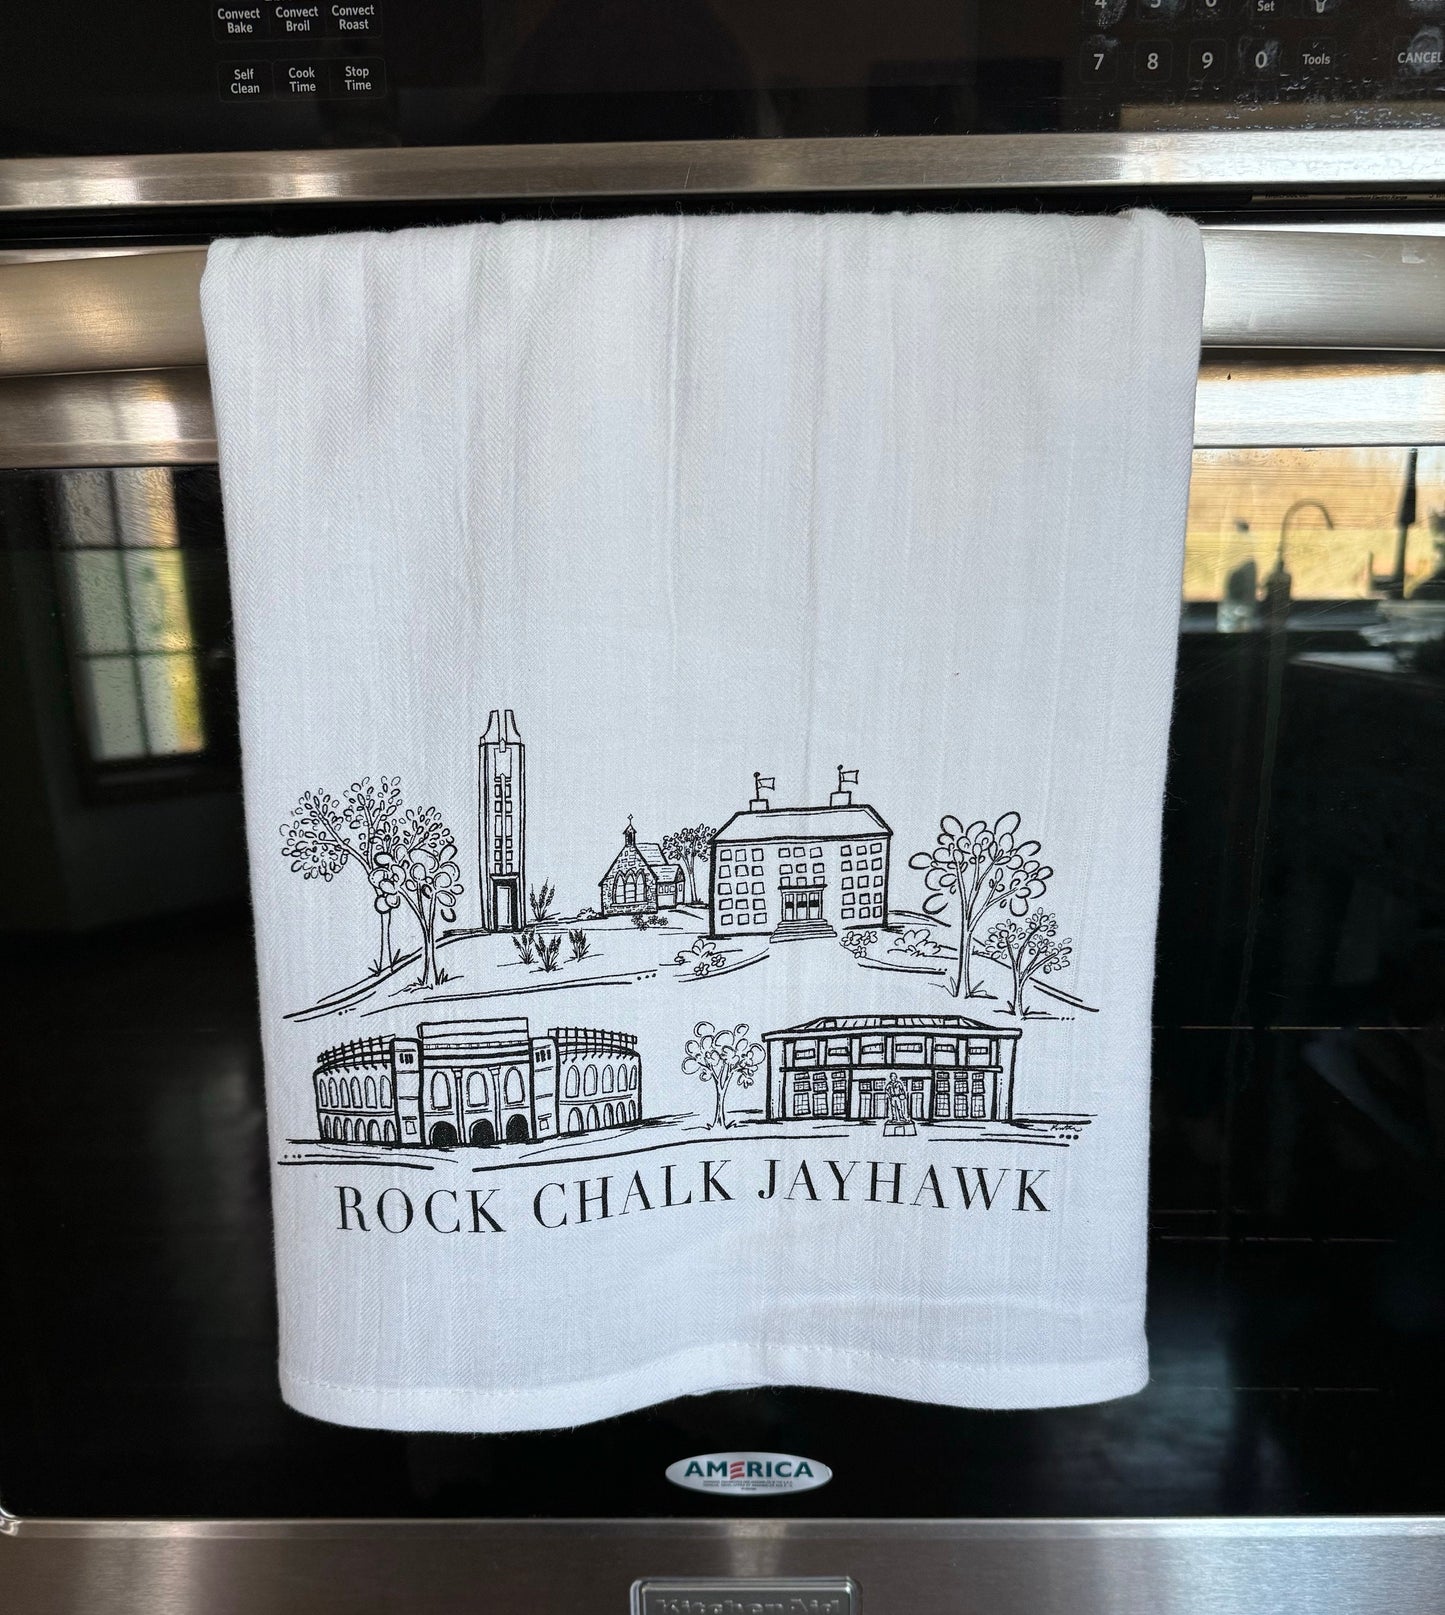 Convect Bake
Convect Broil
Convect Roast
Self Clean
Cook Time
Stop Time
Set
7 8 9 0 Tools CANCEL
ROCK CHALK JAYHAWK
AMERICA
KitchenAid